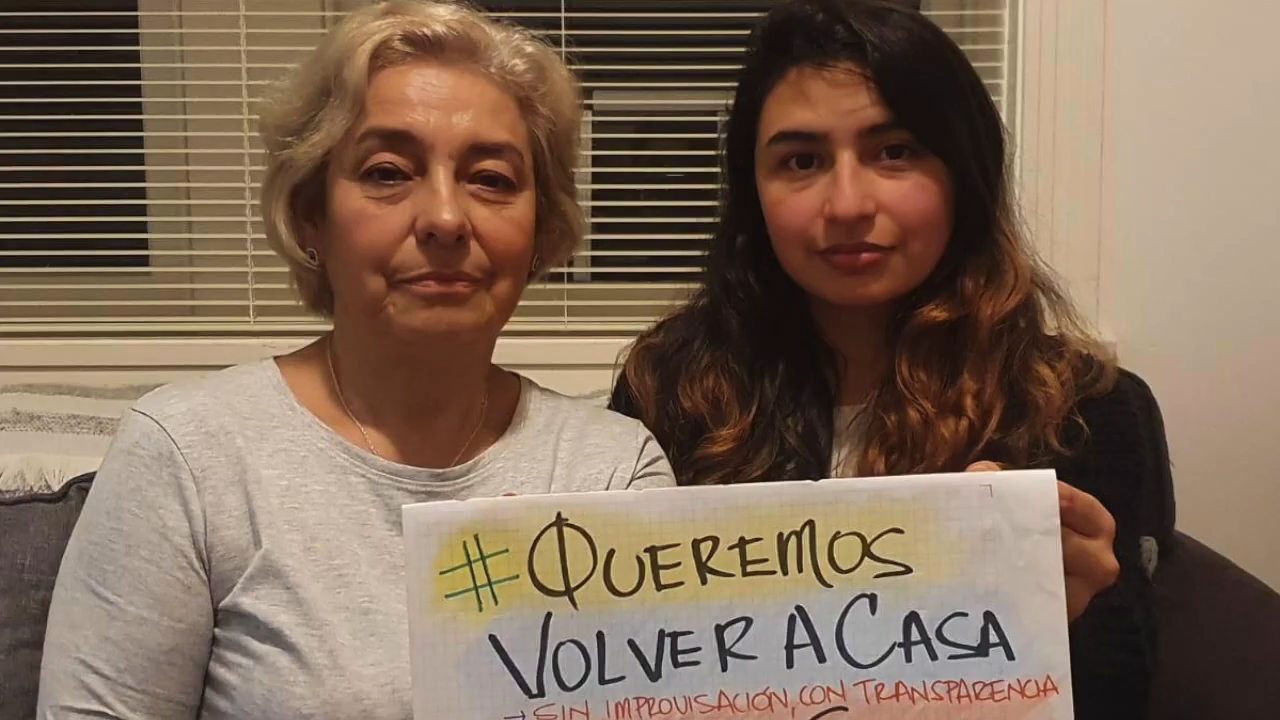 #QUEREMOS
VOLVER A CASA
→ SIN IMPROVISACIÓN, CON TRANSPARENCIA